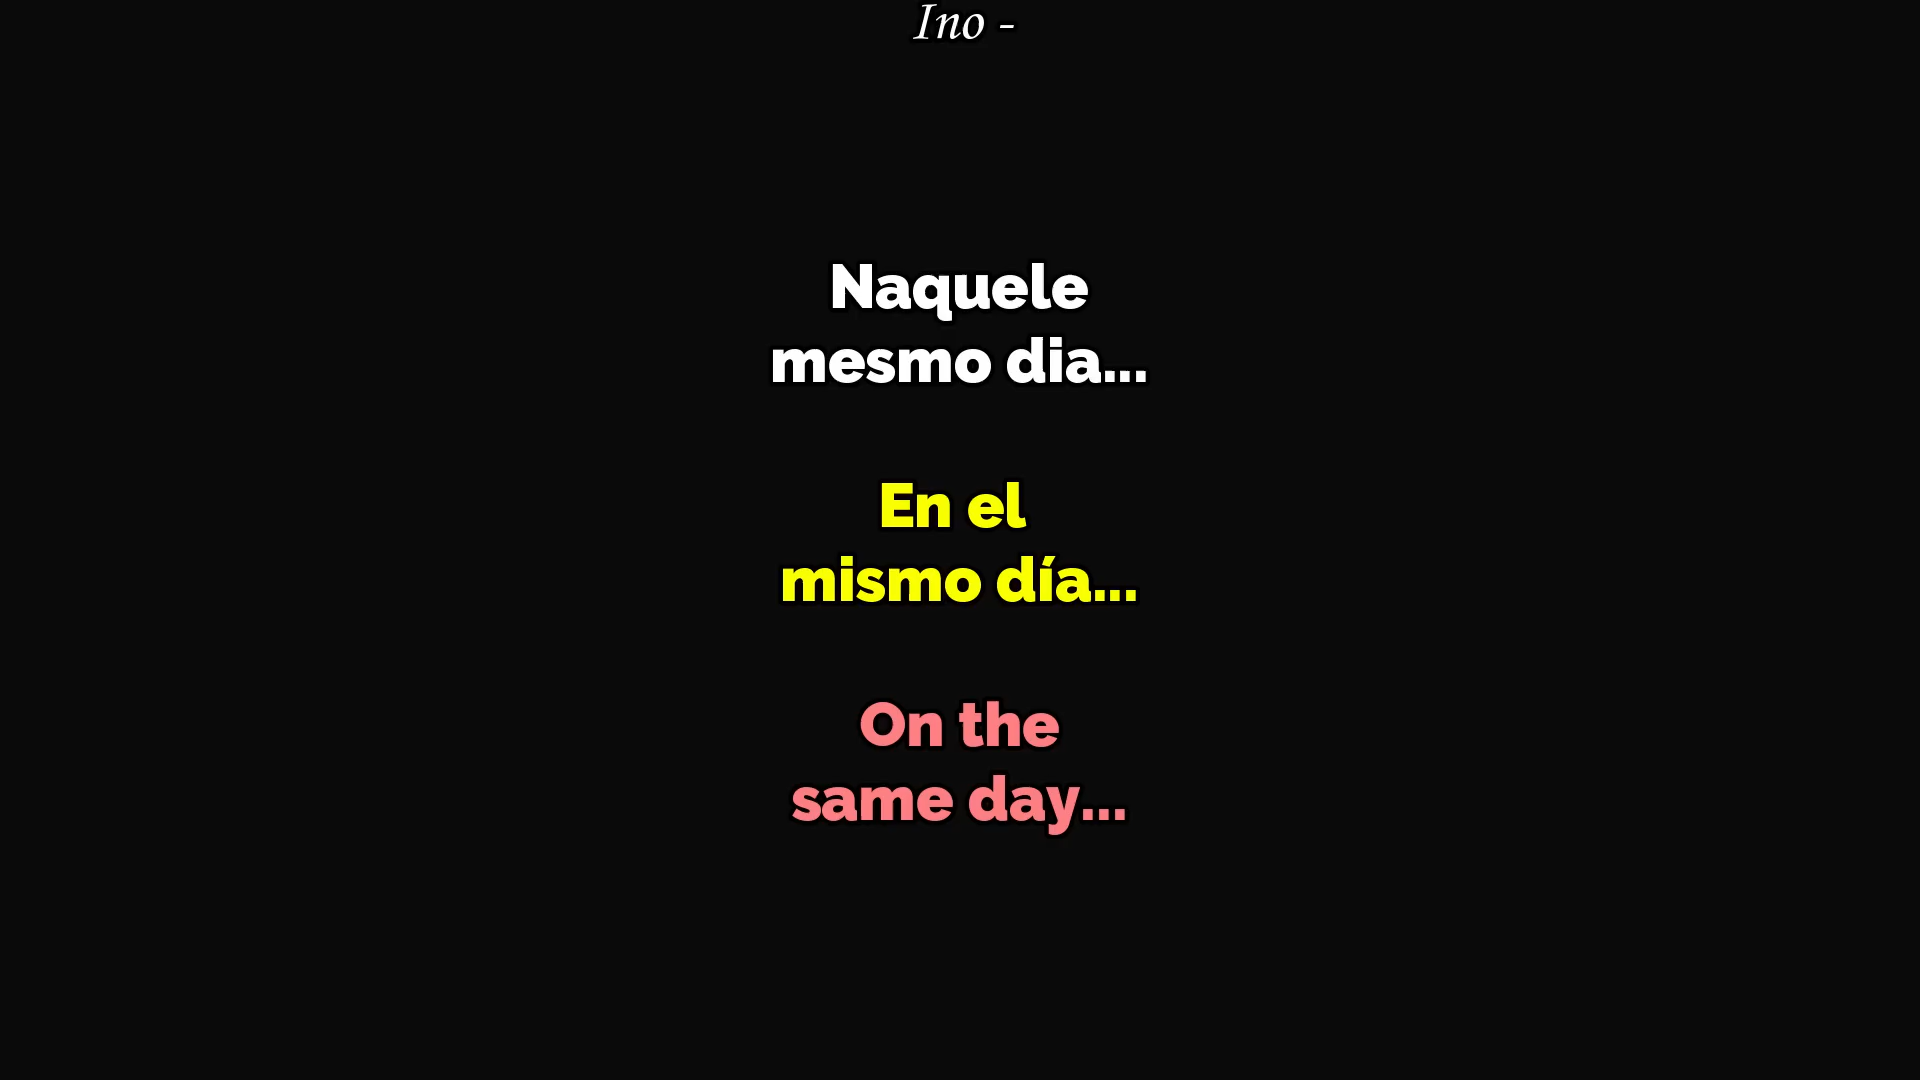 Ino -
Naquele
mesmo dia...
En el
mismo día...
On the
same day...